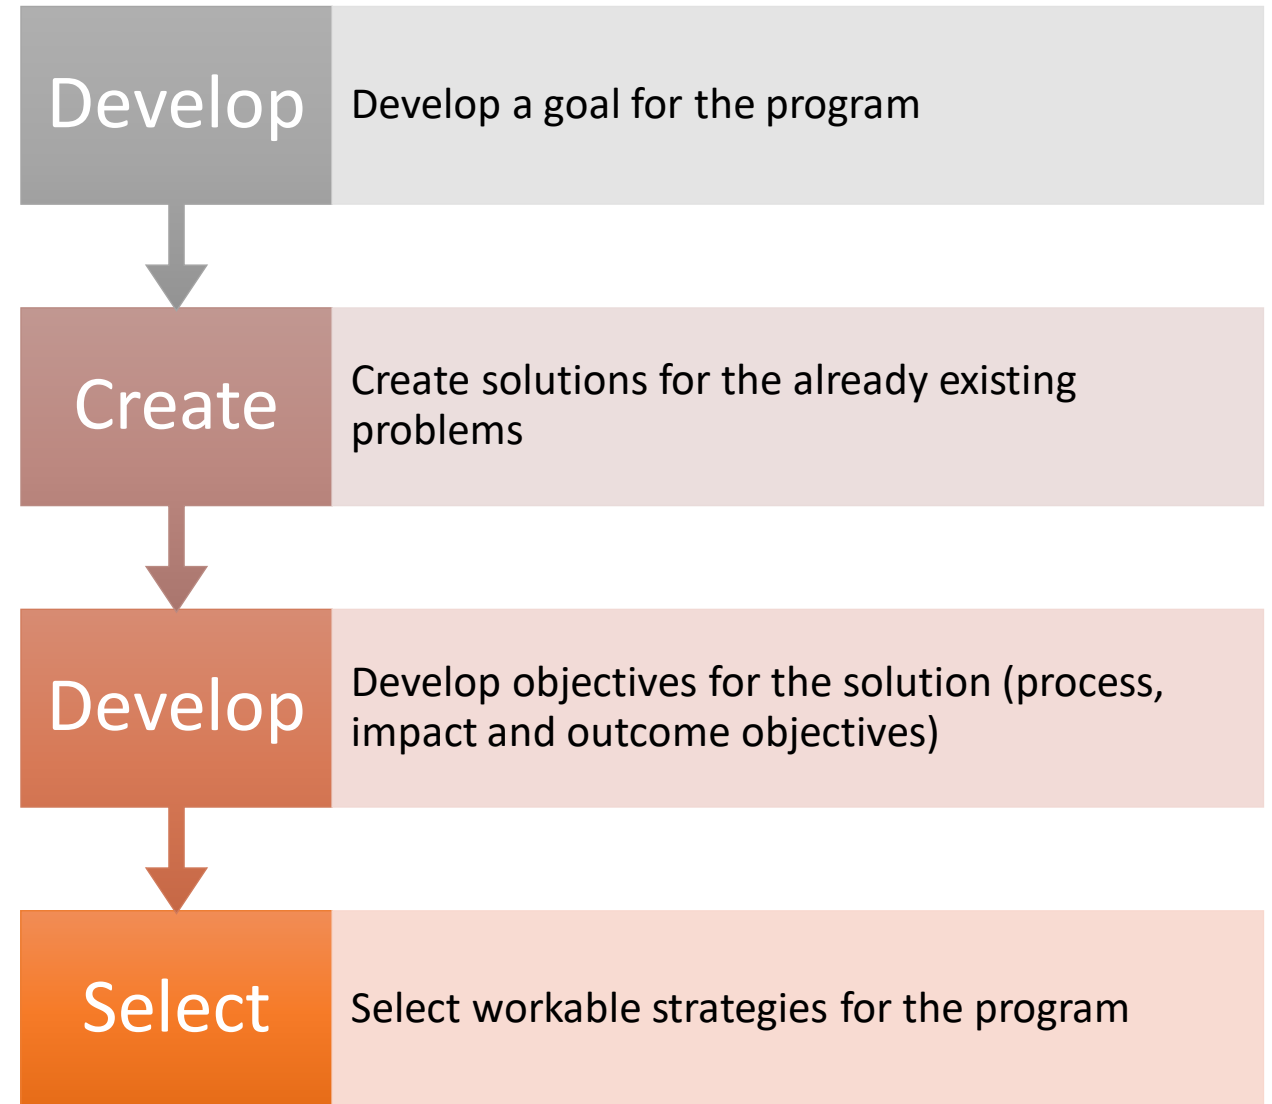 Develop
Develop a goal for the program
Create
Create solutions for the already existing
problems
Develop
Develop objectives for the solution (process,
impact and outcome objectives)
Select
Select workable strategies for the program